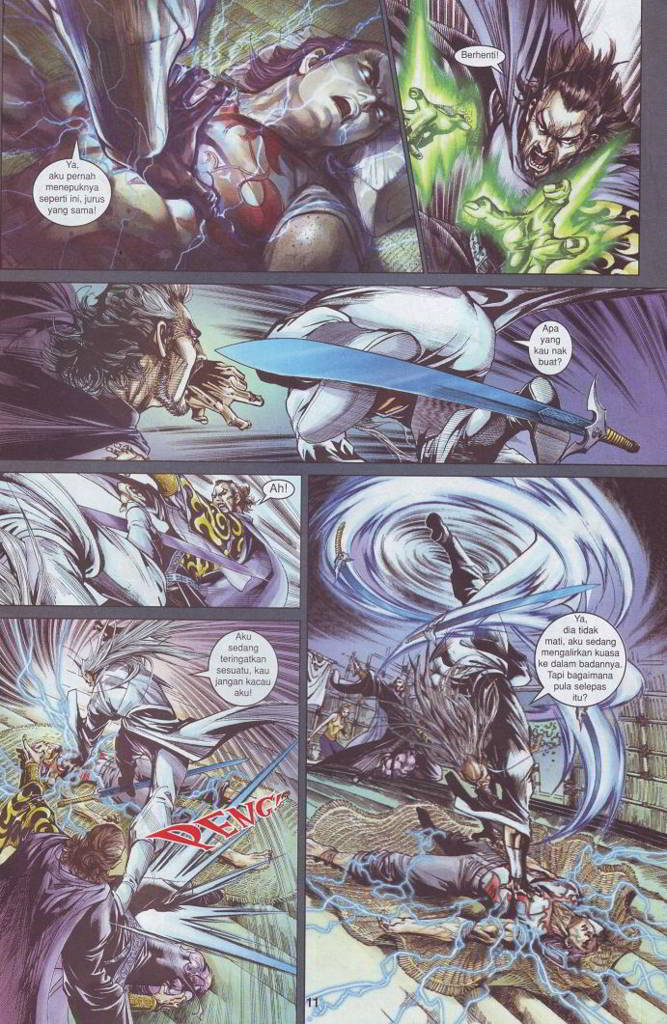 Ya,
aku pernah
menepuknya
seperti ini, jurus
yang sama!
Berhenti!
Apa
yang
kau nak
buat?
Ah!
Aku
sedang
teringatkan
sesuatu, kau
jangan kacau
aku!
PENG!!
Ya,
dia tidak
mati, aku sedang
mengalirkan kuasa
ke dalam badannya.
Tapi bagaimana
pula selepas
itu?
11